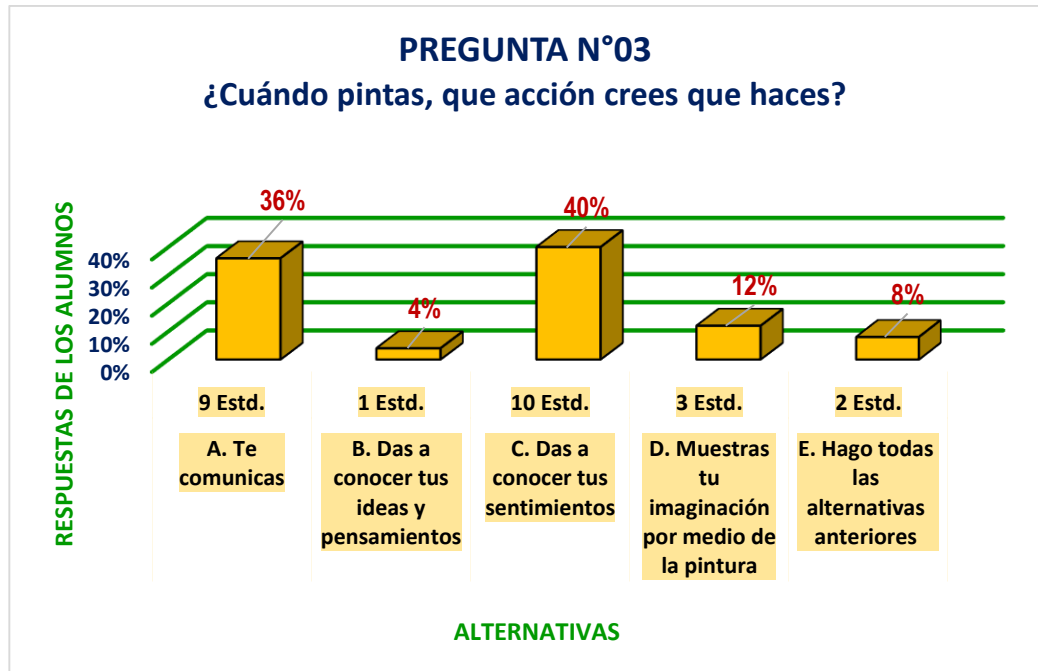 PREGUNTA N°03
¿Cuándo pintas, que acción crees que haces?
RESPUESTAS DE LOS ALUMNOS
40%
30%
20%
10%
0%
36%
4%
40%
12%
8%
9 Estd.
1 Estd.
10 Estd.
3 Estd.
2 Estd.
A. Te
comunicas
B. Das a
conocer tus
ideas y
pensamientos
C. Das a
conocer tus
sentimientos
D. Muestras
tu
imaginación
por medio de
la pintura
E. Hago todas
las
alternativas
anteriores
ALTERNATIVAS